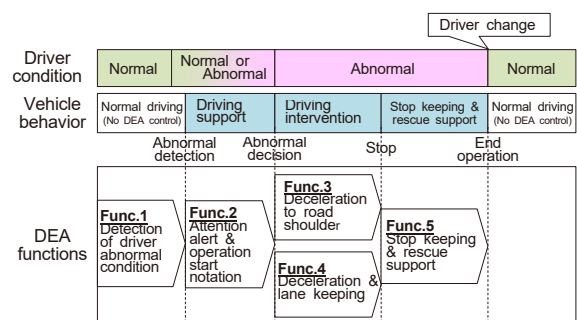 Driver change
Driver
condition
Normal
Normal or
Abnormal
Abnormal
Normal
Vehicle
behavior
Normal driving
(No DEA control)
Driving
support
Driving
intervention
Stop keeping &
rescue support
Normal driving
(No DEA control)
Abnormal
detection
Abnormal
decision
Stop
End
operation
DEA
functions
Func.1
Detection
of driver
abnormal
condition
Func.2
Attention
alert &
operation
start
notation
Func.3
Deceleration
to road
shoulder
Func.4
Deceleration &
lane keeping
Func.5
Stop keeping
& rescue
support